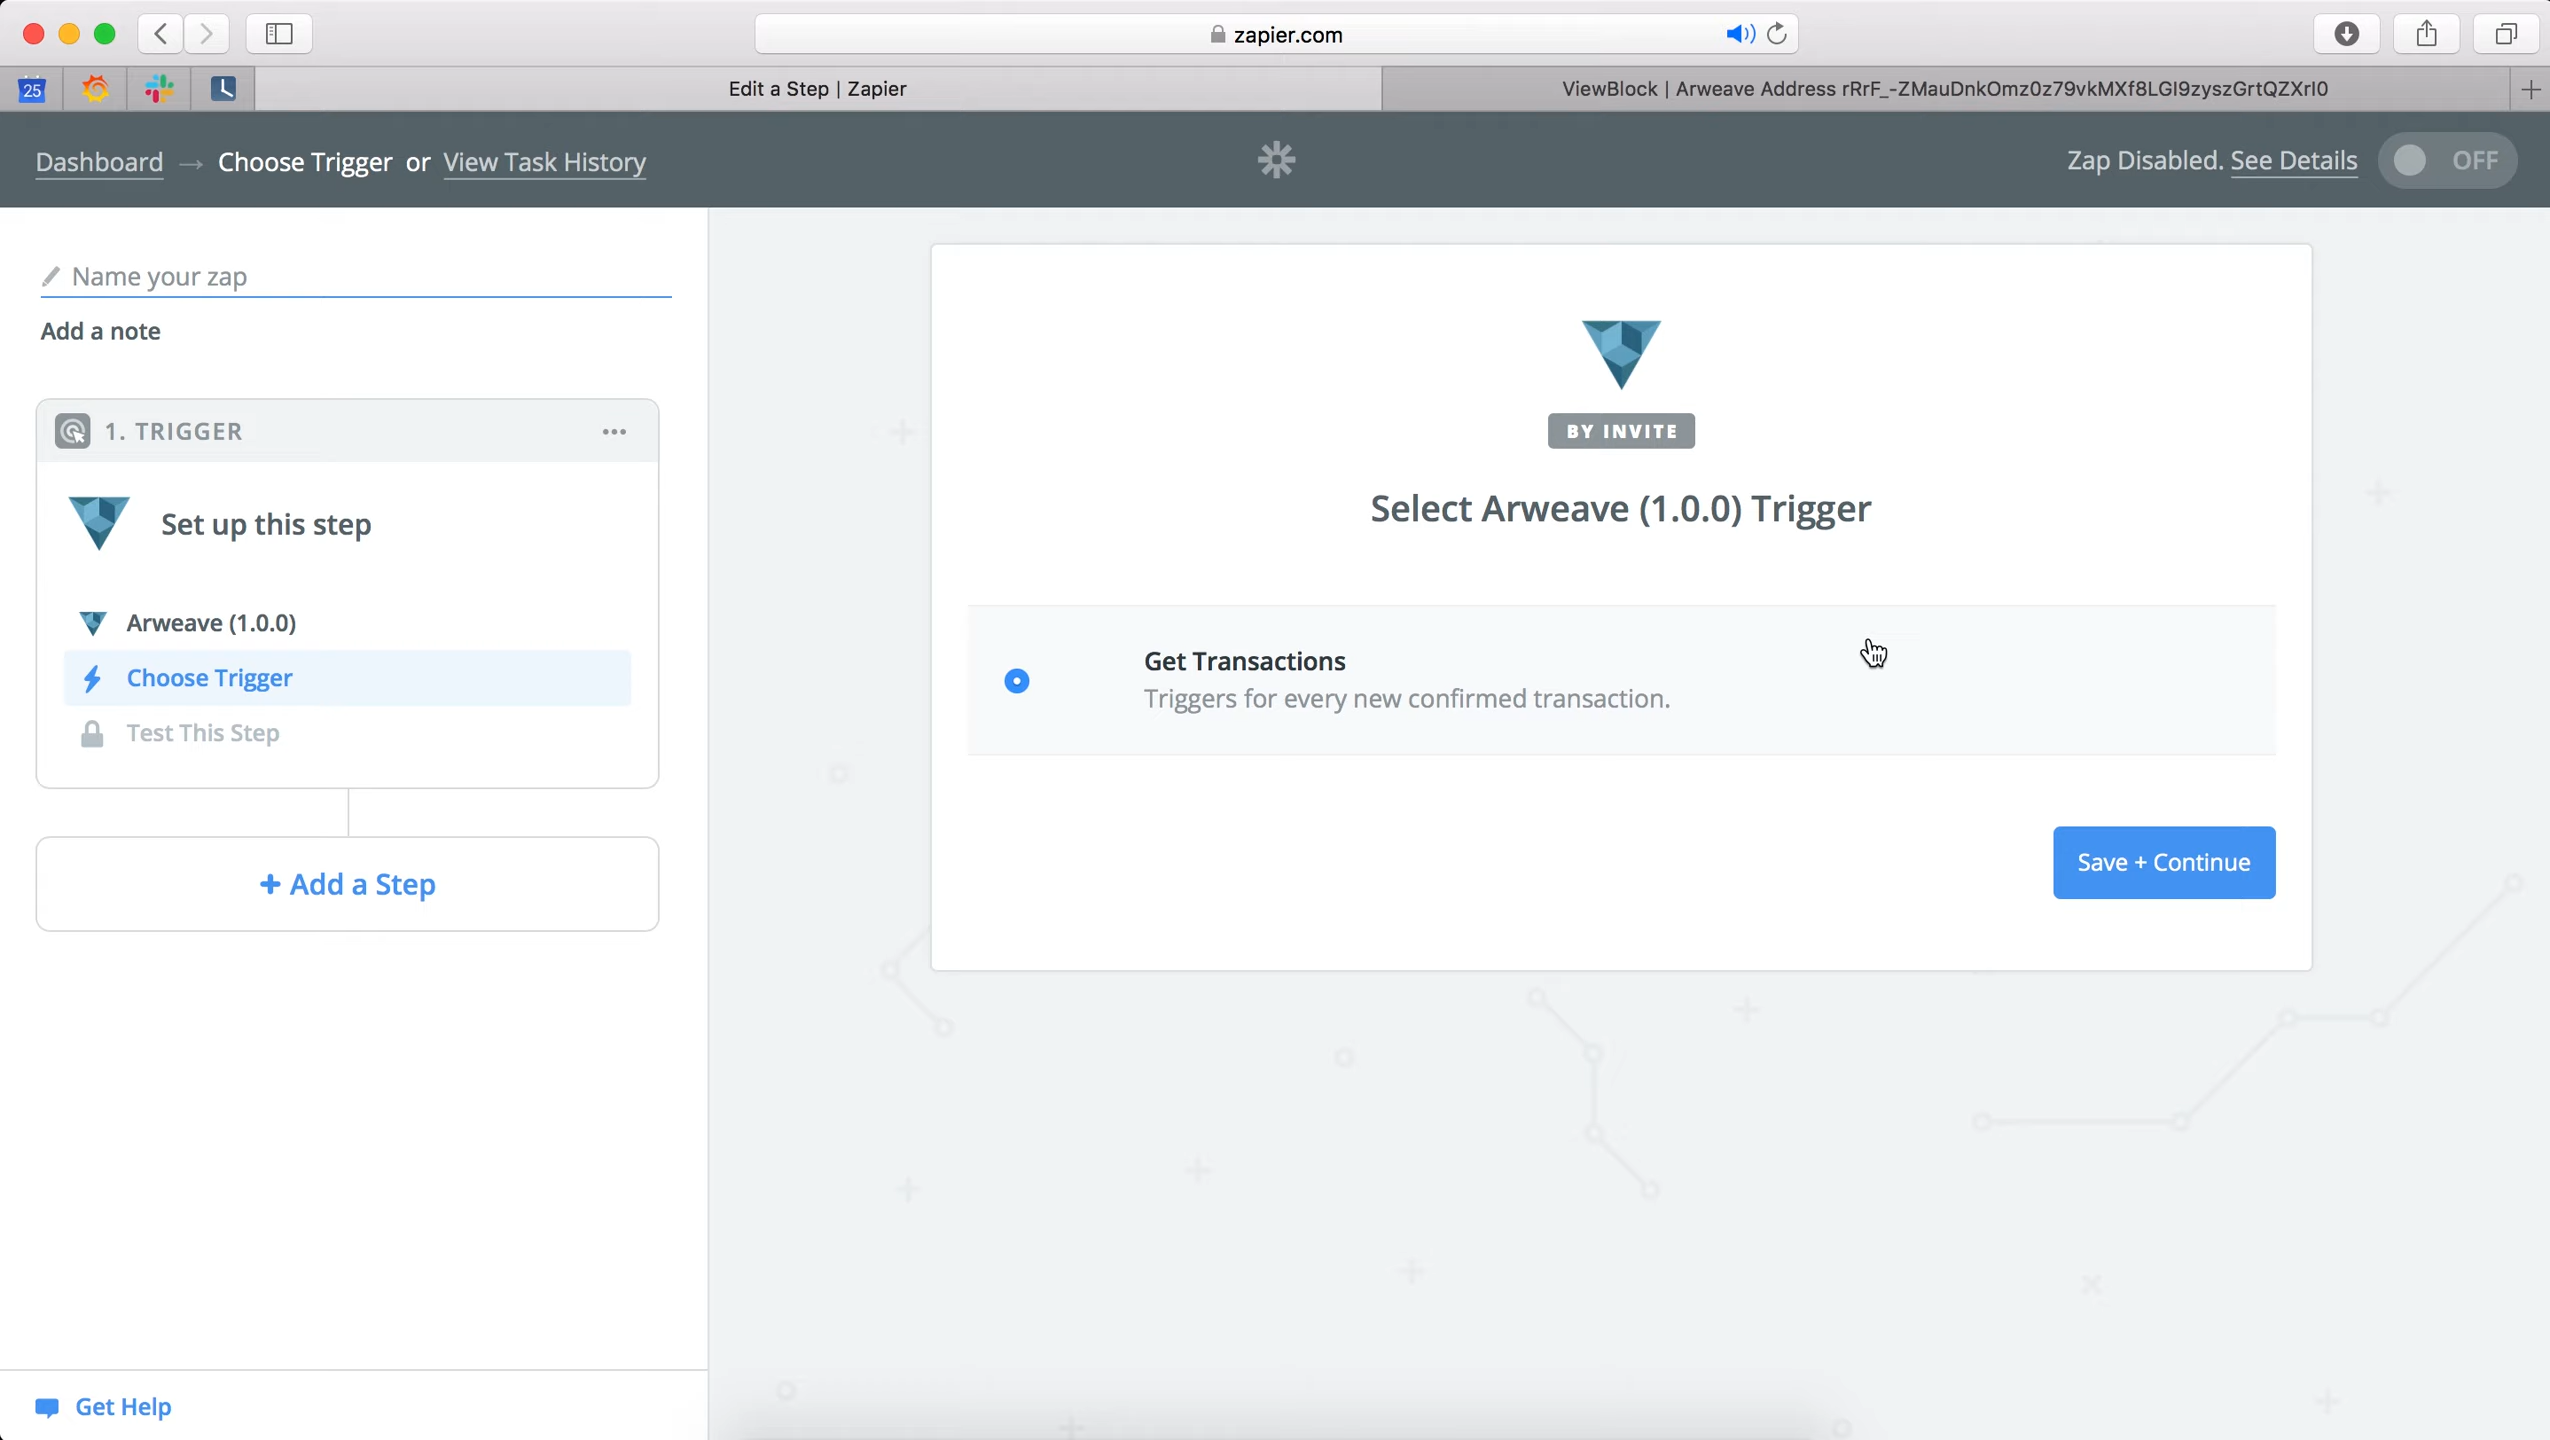 zapier.com
25
Edit a Step | Zapier
ViewBlock | Arweave Address rRrF_-ZMauDnkOmz0z79vkMXf8LGI9zyszGrtQZXrI0
Dashboard → Choose Trigger or View Task History
Zap Disabled. See Details
OFF
Name your zap
Add a note
1. TRIGGER
Set up this step
Arweave (1.0.0)
Choose Trigger
Test This Step
+ Add a Step
Get Help
BY INVITE
Select Arweave (1.0.0) Trigger
Get Transactions
Triggers for every new confirmed transaction.
Save + Continue